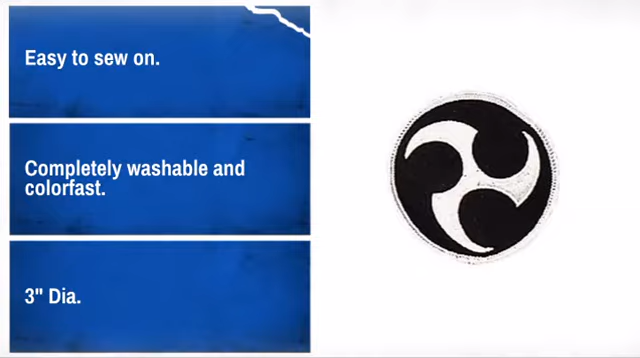 Easy to sew on.
Completely washable and
colorfast.
3" Dia.